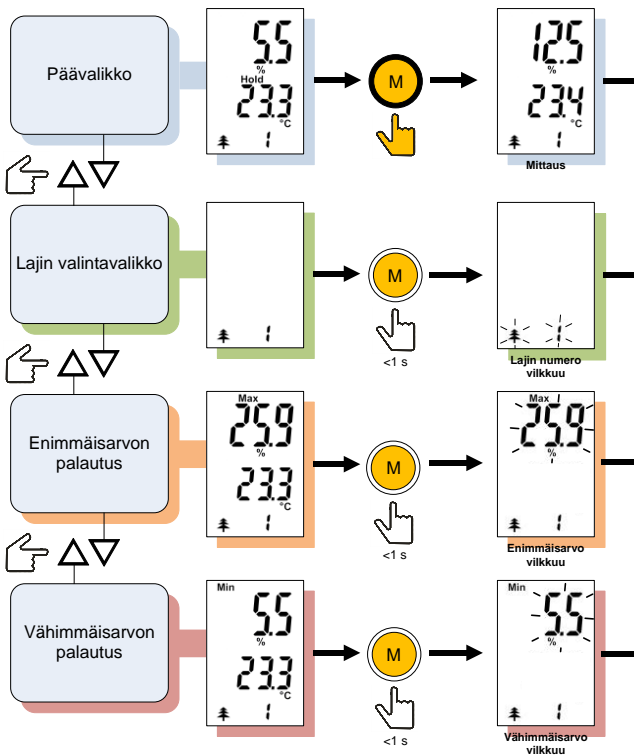 Päävalikko
5.5
%
Hold
23.3
°C
1
M
12.5
%
23.4
°C
1
Mittaus
Lajin valintavalikko
1
M
<1 s
1
Lajin numero
vilkkuu
Enimmäisarvon
palautus
Max
25.9
%
23.3
°C
1
M
<1 s
Max
25.9
%
1
Enimmäisarvo
vilkkuu
Vähimmäisarvon
palautus
Min
5.5
%
23.3
°C
1
M
<1 s
Min
5.5
%
1
Vähimmäisarvo
vilkkuu